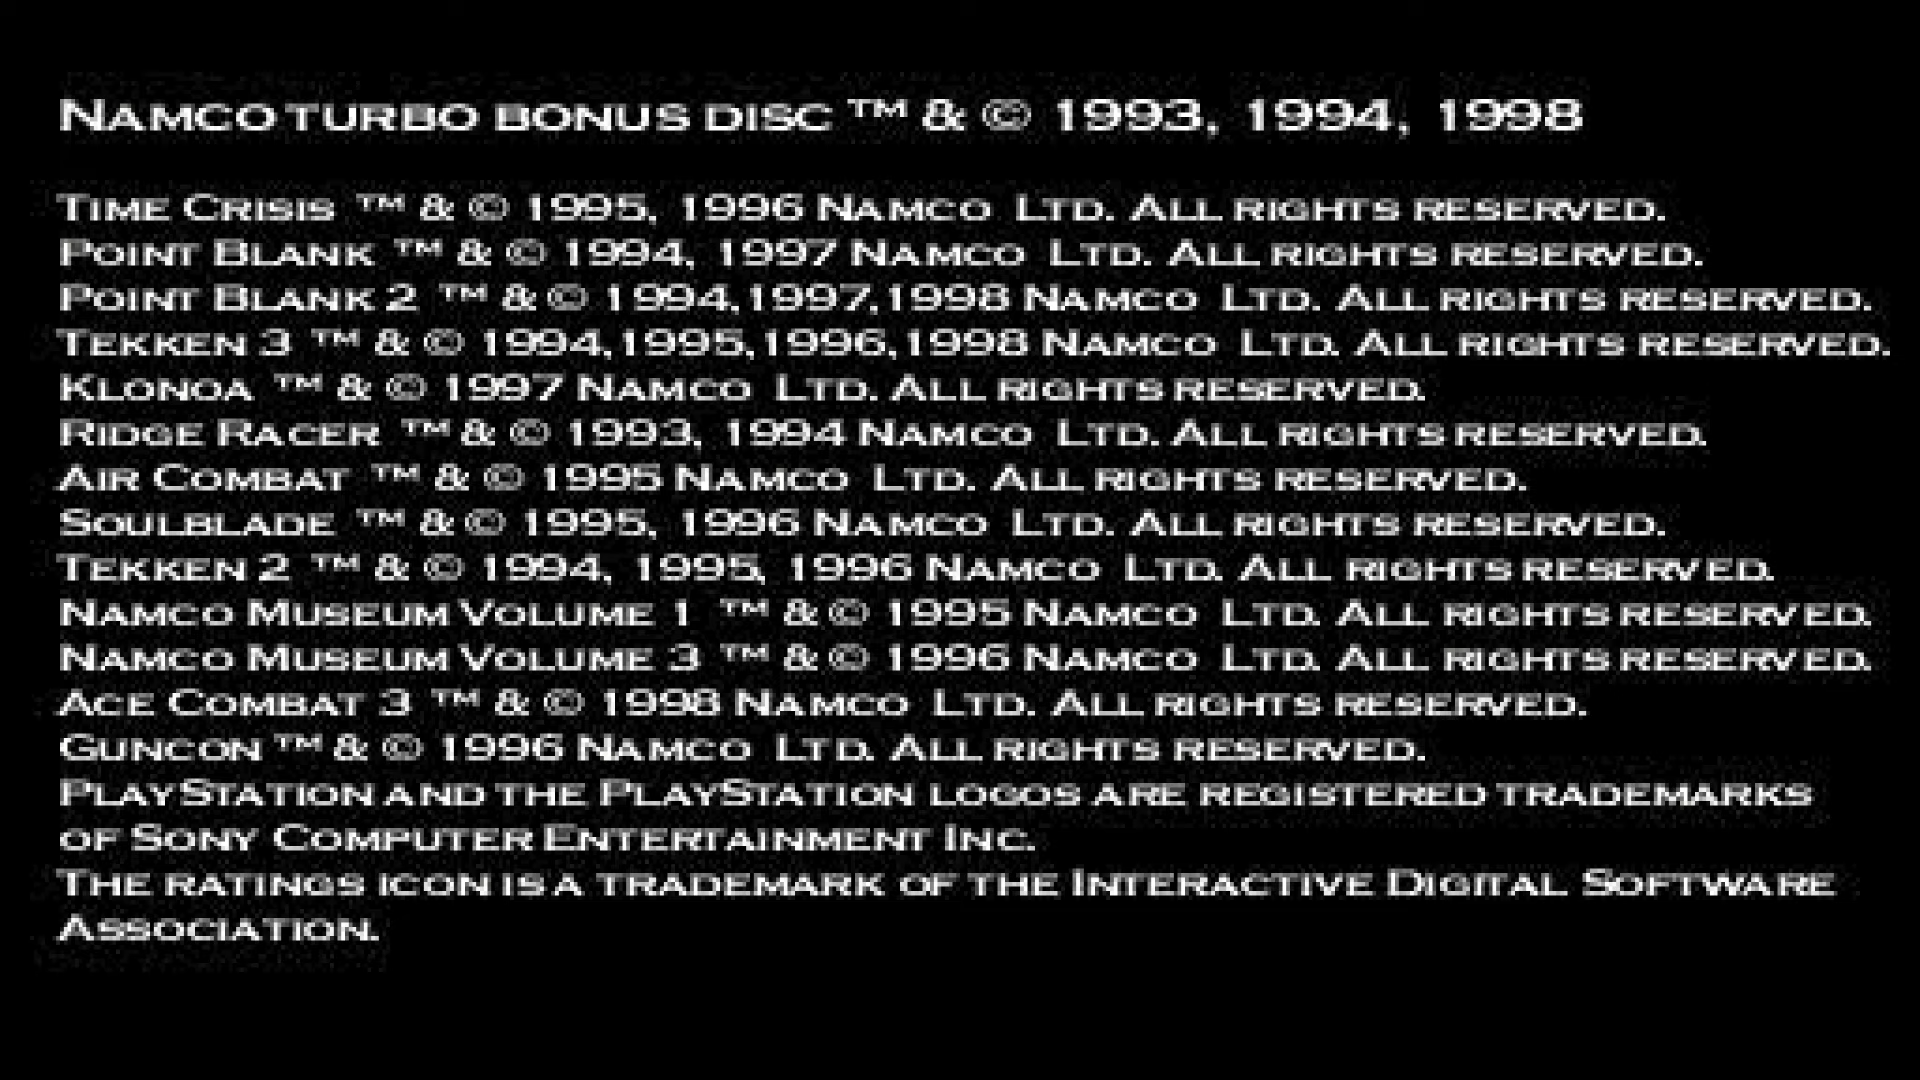 Namco turbo bonus disc ™ & © 1993, 1994, 1998
Time Crisis ™ & © 1995, 1996 Namco Ltd. All rights reserved.
Point Blank ™ & © 1994, 1997 Namco Ltd. All rights reserved.
Point Blank 2 ™ & © 1994,1997,1998 Namco Ltd. All rights reserved.
Tekken 3 ™ & © 1994,1995,1996,1998 Namco Ltd. All rights reserved.
Klonoa ™ & © 1997 Namco Ltd. All rights reserved.
Ridge Racer ™ & © 1993, 1994 Namco Ltd. All rights reserved.
Air Combat ™ & © 1995 Namco Ltd. All rights reserved.
Soulblade ™ & © 1995, 1996 Namco Ltd. All rights reserved.
Tekken 2 ™ & © 1994, 1995, 1996 Namco Ltd. All rights reserved.
Namco Museum Volume 1 ™ & © 1995 Namco Ltd. All rights reserved.
Namco Museum Volume 3 ™ & © 1996 Namco Ltd. All rights reserved.
Ace Combat 3 ™ & © 1998 Namco Ltd. All rights reserved.
Guncon ™ & © 1996 Namco Ltd. All rights reserved.
PlayStation and the PlayStation logos are registered trademarks
of Sony Computer Entertainment Inc.
The ratings icon is a trademark of the Interactive Digital Software
Association.